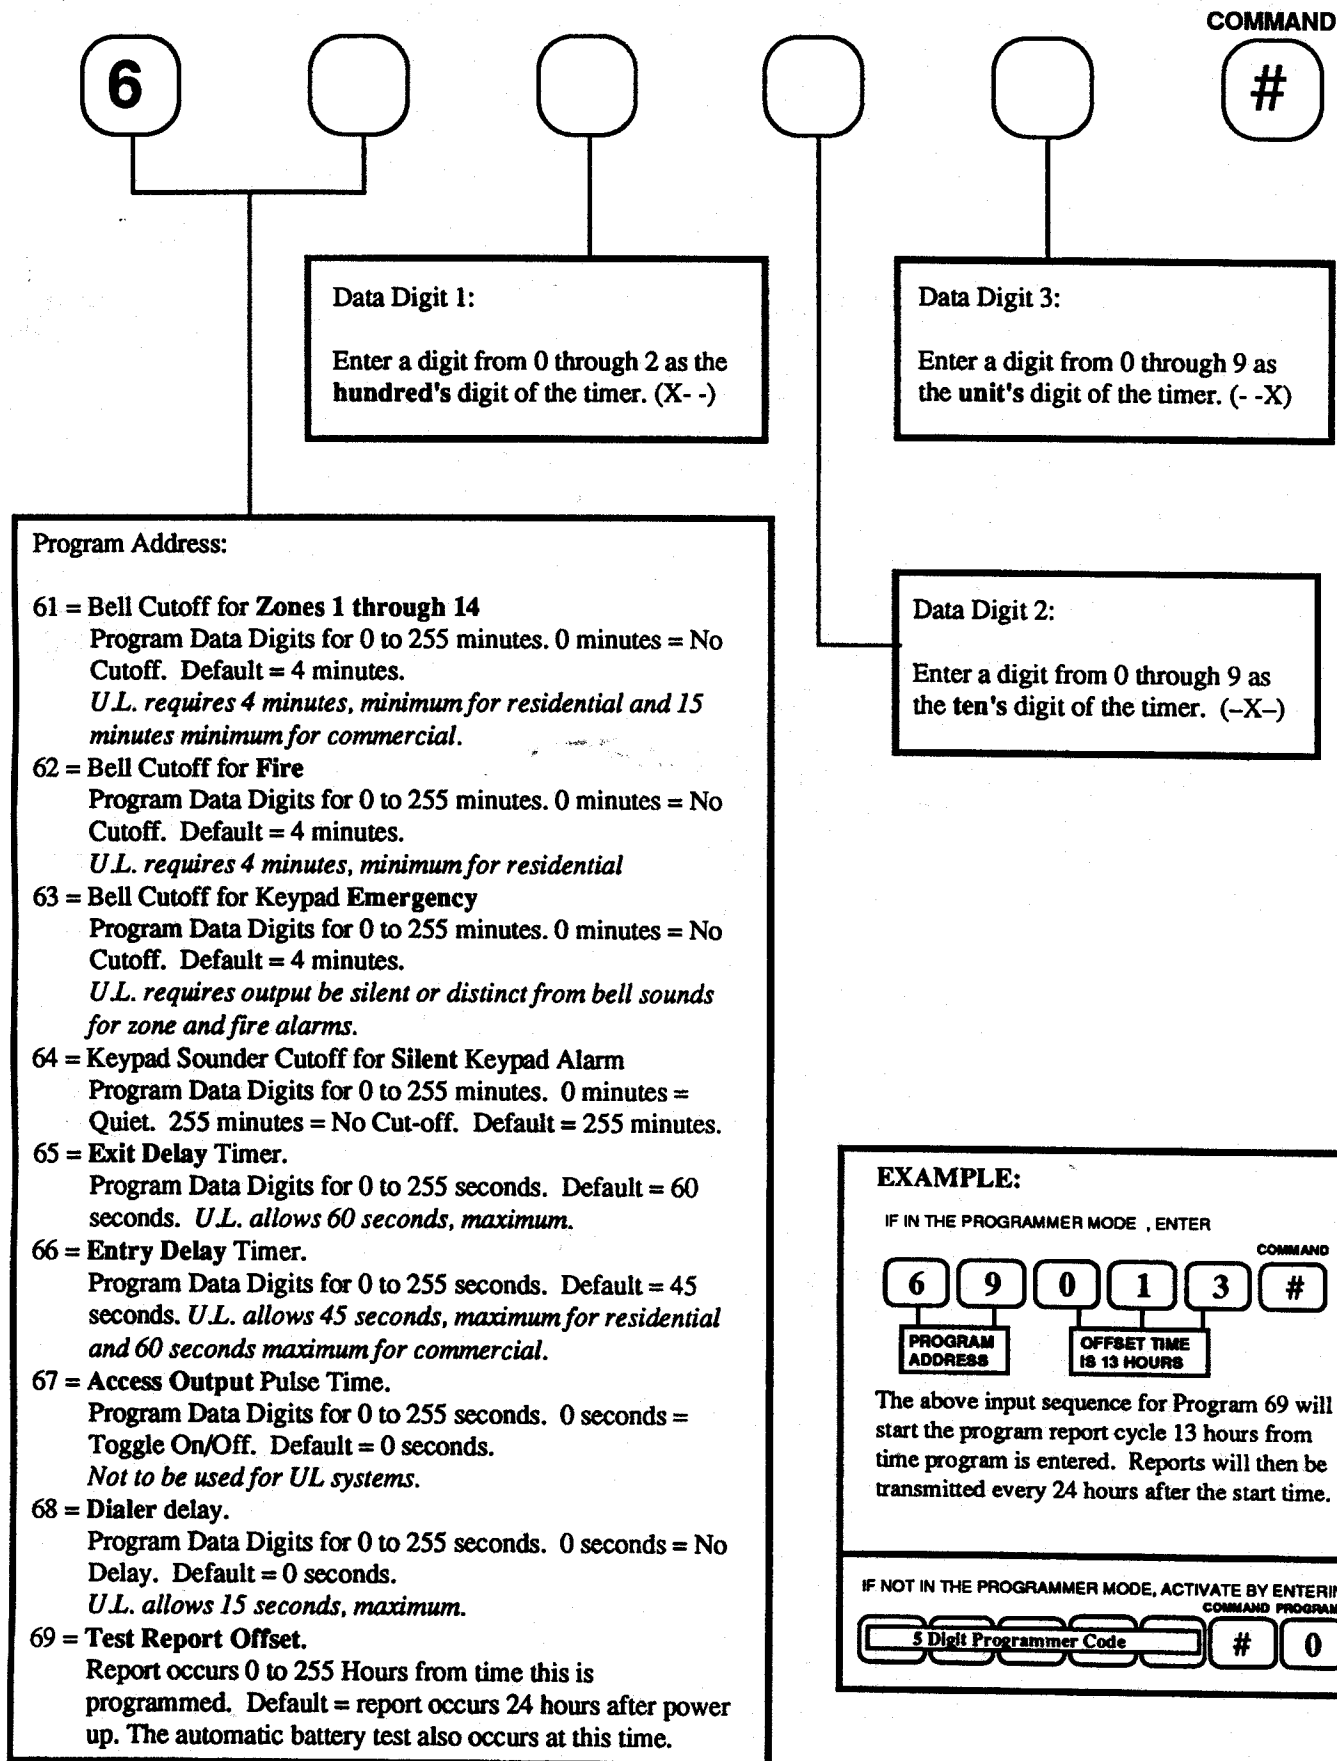 COMMAND
6 #
Data Digit 1:
Enter a digit from 0 through 2 as the
hundred's digit of the timer. (X- -)
Data Digit 3:
Enter a digit from 0 through 9 as
the unit's digit of the timer. (- -X)
Data Digit 2:
Enter a digit from 0 through 9 as
the ten's digit of the timer. (–X–)
Program Address:
61 = Bell Cutoff for Zones 1 through 14
Program Data Digits for 0 to 255 minutes. 0 minutes = No
Cutoff. Default = 4 minutes.
U.L. requires 4 minutes, minimum for residential and 15
minutes minimum for commercial.
62 = Bell Cutoff for Fire
Program Data Digits for 0 to 255 minutes. 0 minutes = No
Cutoff. Default = 4 minutes.
U.L. requires 4 minutes, minimum for residential
63 = Bell Cutoff for Keypad Emergency
Program Data Digits for 0 to 255 minutes. 0 minutes = No
Cutoff. Default = 4 minutes.
U.L. requires output be silent or distinct from bell sounds
for zone and fire alarms.
64 = Keypad Sounder Cutoff for Silent Keypad Alarm
Program Data Digits for 0 to 255 minutes. 0 minutes =
Quiet. 255 minutes = No Cut-off. Default = 255 minutes.
65 = Exit Delay Timer.
Program Data Digits for 0 to 255 seconds. Default = 60
seconds. U.L. allows 60 seconds, maximum.
66 = Entry Delay Timer.
Program Data Digits for 0 to 255 seconds. Default = 45
seconds. U.L. allows 45 seconds, maximum for residential
and 60 seconds maximum for commercial.
67 = Access Output Pulse Time.
Program Data Digits for 0 to 255 seconds. 0 seconds =
Toggle On/Off. Default = 0 seconds.
Not to be used for UL systems.
68 = Dialer delay.
Program Data Digits for 0 to 255 seconds. 0 seconds = No
Delay. Default = 0 seconds.
U.L. allows 15 seconds, maximum.
69 = Test Report Offset.
Report occurs 0 to 255 Hours from time this is
programmed. Default = report occurs 24 hours after power
up. The automatic battery test also occurs at this time.
EXAMPLE:
IF IN THE PROGRAMMER MODE , ENTER
COMMAND
6 9 0 1 3 #
PROGRAM
ADDRESS
OFFSET TIME
IS 13 HOURS
The above input sequence for Program 69 will
start the program report cycle 13 hours from
time program is entered. Reports will then be
transmitted every 24 hours after the start time.
IF NOT IN THE PROGRAMMER MODE, ACTIVATE BY ENTERIN
COMMAND PROGRAM
5 Digit Programmer Code # 0